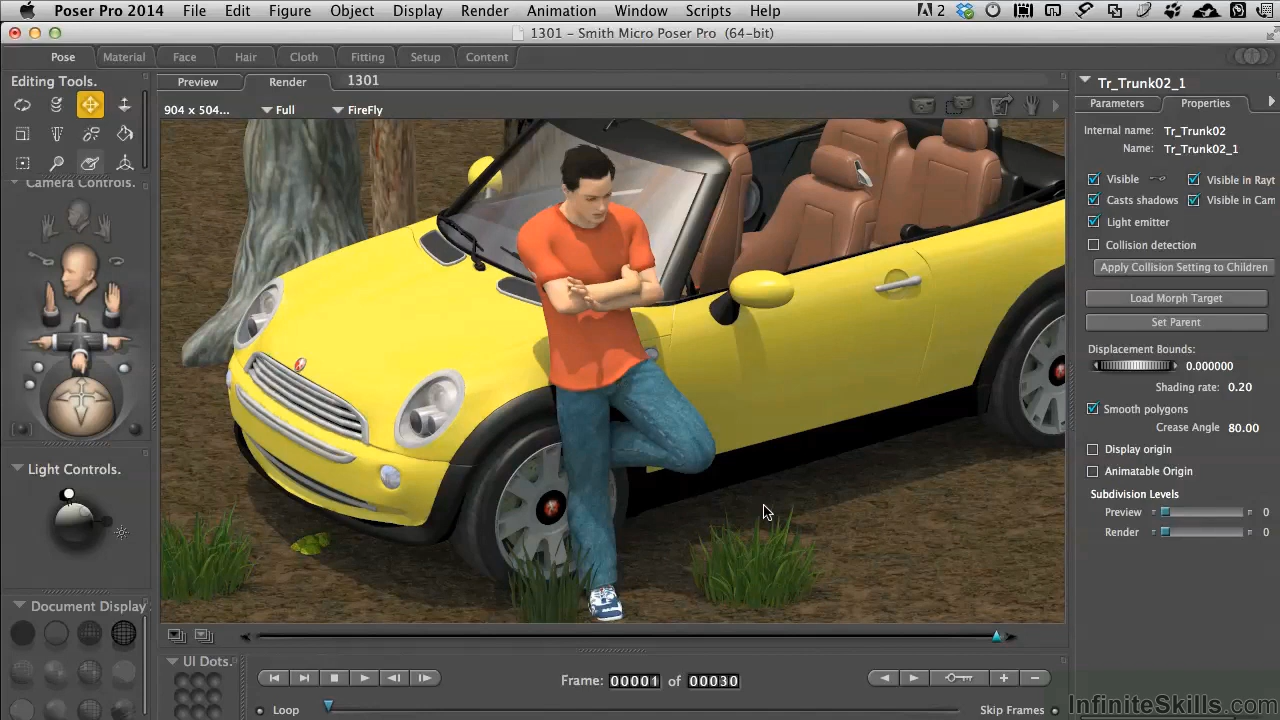 Poser Pro 2014 File Edit Figure Object Display Render Animation Window Scripts Help 2
1301 - Smith Micro Poser Pro (64-bit)
Pose Material Face Hair Cloth Fitting Setup Content
Editing Tools.
Preview Render 1301
904 x 504... Full FireFly
Camera Controls.
Light Controls.
Document Display
UI Dots.
Frame: 00001 of 00030
Loop
Skip Frames
Tr_Trunk02_1
Parameters Properties
Internal name: Tr_Trunk02
Name: Tr_Trunk02_1
Visible Visible in Rayt
Casts shadows Visible in Cam
Light emitter
Collision detection
Apply Collision Setting to Children
Load Morph Target
Set Parent
Displacement Bounds:
0.000000
Shading rate: 0.20
Smooth polygons
Crease Angle 80.00
Display origin
Animatable Origin
Subdivision Levels
Preview 0
Render 0
InfiniteSkills.com